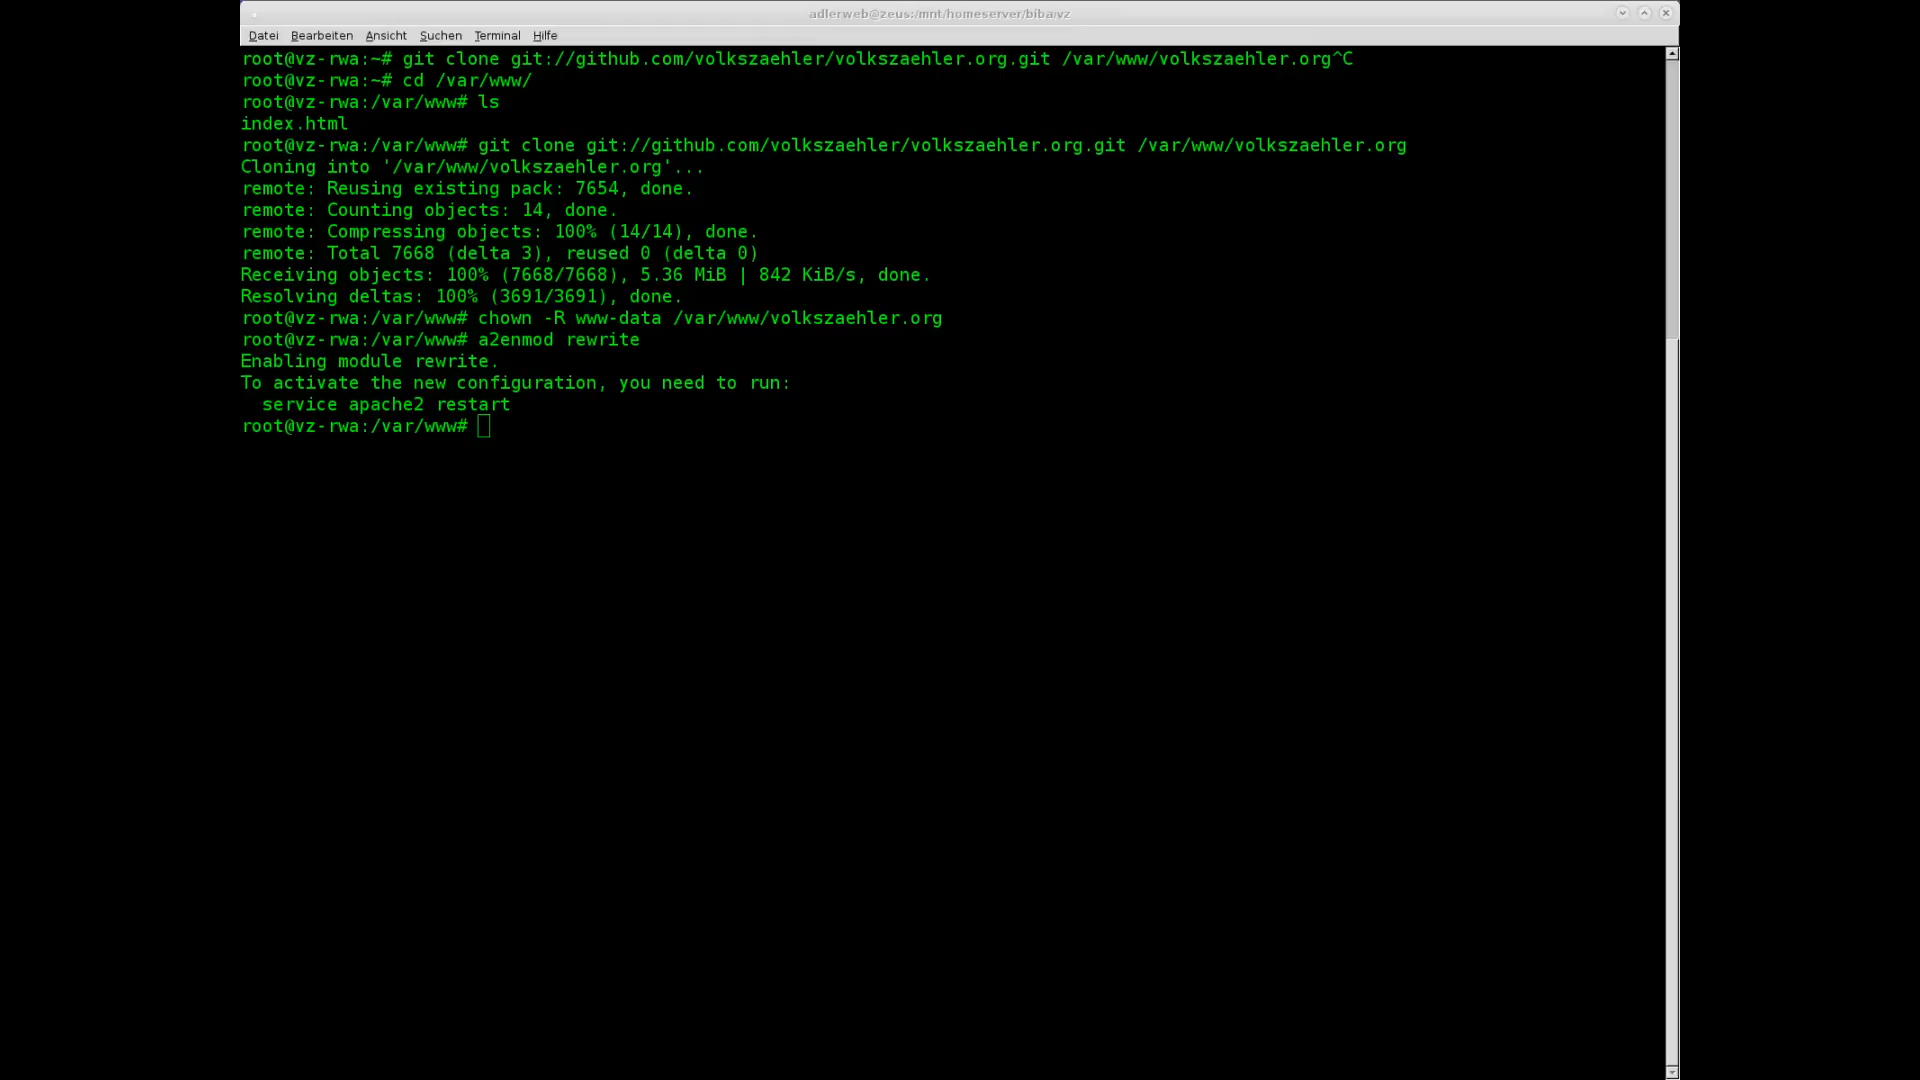 adlerweb@zeus:/mnt/homeserver/biba/vz
Datei Bearbeiten Ansicht Suchen Terminal Hilfe
root@vz-rwa:~# git clone git://github.com/volkszaehler/volkszaehler.org.git /var/www/volkszaehler.org^C
root@vz-rwa:~# cd /var/www/
root@vz-rwa:/var/www# ls
index.html
root@vz-rwa:/var/www# git clone git://github.com/volkszaehler/volkszaehler.org.git /var/www/volkszaehler.org
Cloning into '/var/www/volkszaehler.org'...
remote: Reusing existing pack: 7654, done.
remote: Counting objects: 14, done.
remote: Compressing objects: 100% (14/14), done.
remote: Total 7668 (delta 3), reused 0 (delta 0)
Receiving objects: 100% (7668/7668), 5.36 MiB | 842 KiB/s, done.
Resolving deltas: 100% (3691/3691), done.
root@vz-rwa:/var/www# chown -R www-data /var/www/volkszaehler.org
root@vz-rwa:/var/www# a2enmod rewrite
Enabling module rewrite.
To activate the new configuration, you need to run:
  service apache2 restart
root@vz-rwa:/var/www#